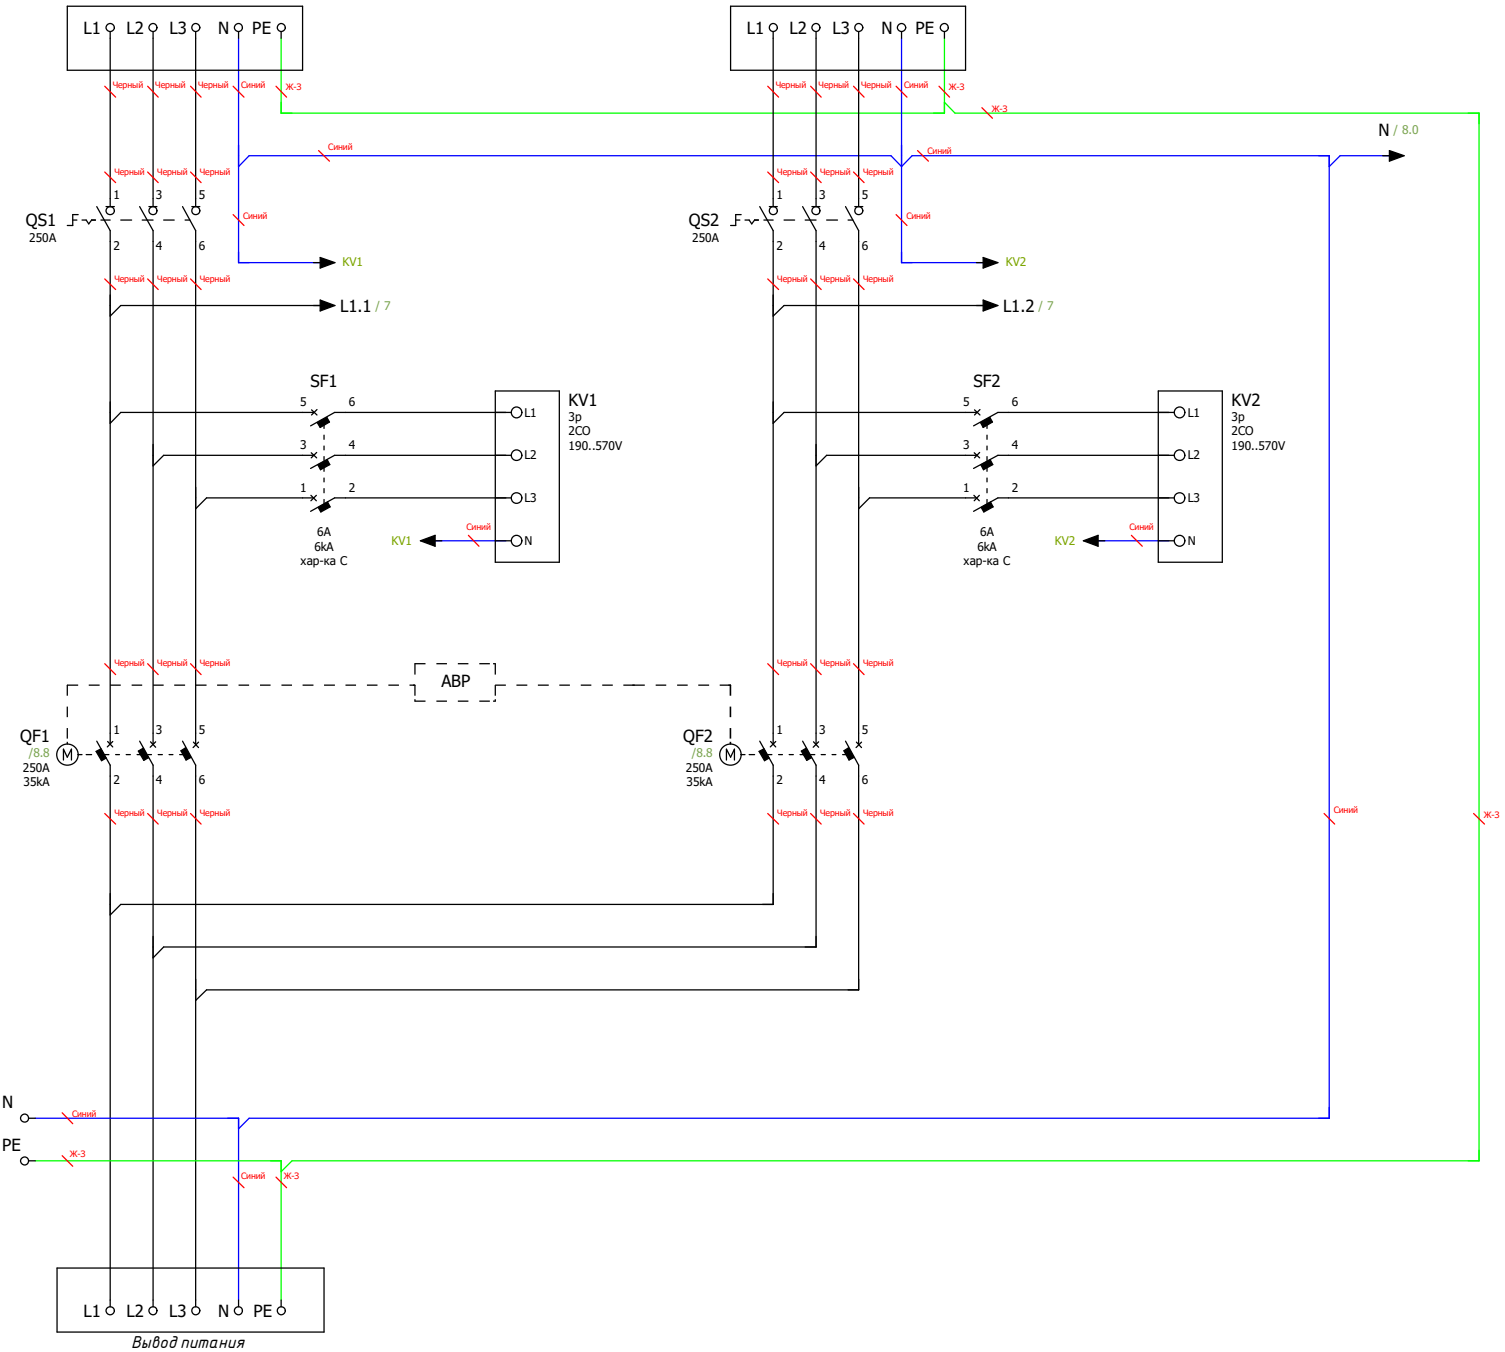 L1 L2 L3 N PE L1 L2 L3 N PE
Черный Черный Черный Синий Ж-З Черный Черный Черный Синий Ж-З
Ж-З
N / 8.0
Синий Синий
Черный Черный Черный Черный Черный Черный
1 3 5 1 3 5
QS1 Синий QS2 Синий
250A 250A
2 4 6 2 4 6
KV1 KV2
Черный Черный Черный Черный Черный Черный
L1.1 / 7 L1.2 / 7
SF1 SF2
5 6 L1 KV1 5 6 L1 KV2
3p 3p
2CO 2CO
3 4 L2 190..570V 3 4 L2 190..570V
1 2 L3 1 2 L3
Синий Синий
6A 6A
KV1 N KV2 N
6kA 6kA
хар-ка С хар-ка С
Черный Черный Черный Черный Черный Черный
АВР
1 3 5 1 3 5
QF1 QF2
/8.8 M /8.8 M
250A 250A
35kA 35kA
2 4 6 2 4 6
Черный Черный Черный Черный Черный Черный Синий Ж-З
N
Синий
PE
Ж-З
Синий Ж-З
L1 L2 L3 N PE
Вывод питания